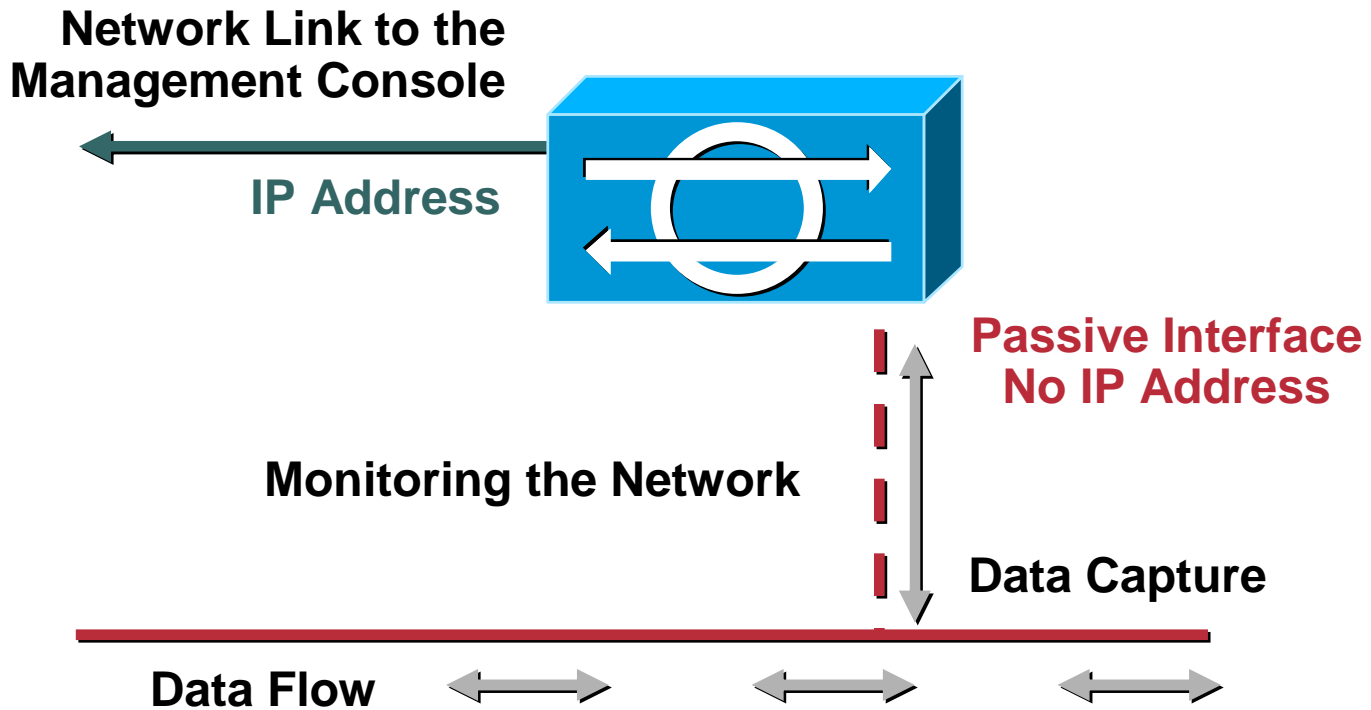 Network Link to the
Management Console
IP Address
Passive Interface
No IP Address
Monitoring the Network
Data Capture
Data Flow